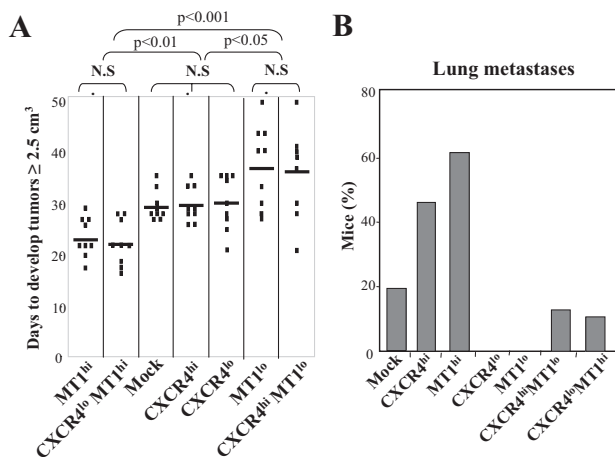 A
p<0.001
p<0.01
p<0.05
N.S
N.S
N.S
Days to develop tumors ≥ 2.5 cm³
50
40
30
20
10
0
MT1ʰⁱ
CXCR4ˡᵒ MT1ʰⁱ
Mock
CXCR4ʰⁱ
CXCR4ˡᵒ
MT1ˡᵒ
CXCR4ʰⁱ MT1ˡᵒ
B
Lung metastases
Mice (%)
80
60
40
20
0
Mock
CXCR4ʰⁱ
MT1ʰⁱ
CXCR4ˡᵒ
MT1ˡᵒ
CXCR4ʰⁱMT1ˡᵒ
CXCR4ˡᵒMT1ʰⁱ